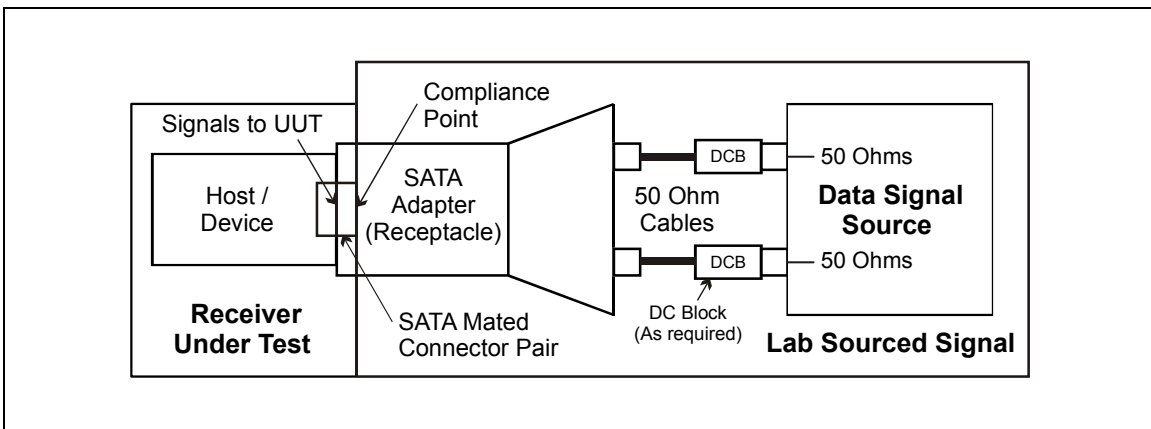 Compliance
Point
Signals to UUT
Host /
Device
SATA
Adapter
(Receptacle)
50 Ohm
Cables
DCB
DCB
50 Ohms
Data Signal
Source
50 Ohms
DC Block
(As required)
SATA Mated
Connector Pair
Receiver
Under Test
Lab Sourced Signal